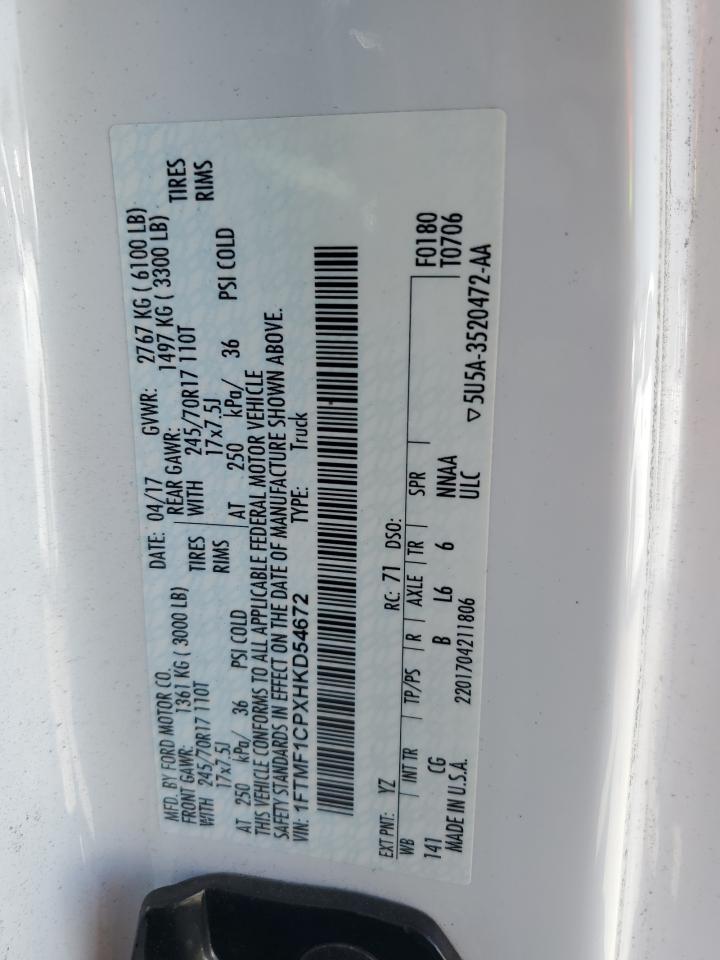 MFD. BY FORD MOTOR CO. DATE: 04/17 GVWR: 2767 KG ( 6100 LB)
FRONT GAWR: 1361 KG ( 3000 LB) REAR GAWR: 1497 KG ( 3300 LB)
WITH 245/70R17 110T TIRES WITH 245/70R17 110T TIRES
17x7.5J RIMS 17x7.5J RIMS
AT 250 kPa/ 36 PSI COLD AT 250 kPa/ 36 PSI COLD
THIS VEHICLE CONFORMS TO ALL APPLICABLE FEDERAL MOTOR VEHICLE
SAFETY STANDARDS IN EFFECT ON THE DATE OF MANUFACTURE SHOWN ABOVE.
VIN: 1FTMF1CPXHKD54672 TYPE: Truck
EXT PNT: YZ RC: 71 DSO: F0180
WB INT TR TP/PS R AXLE TR SPR T0706
141 CG B L6 6 NNAA
MADE IN U.S.A. 2201704211806 ULC ▽5U5A-3520472-AA